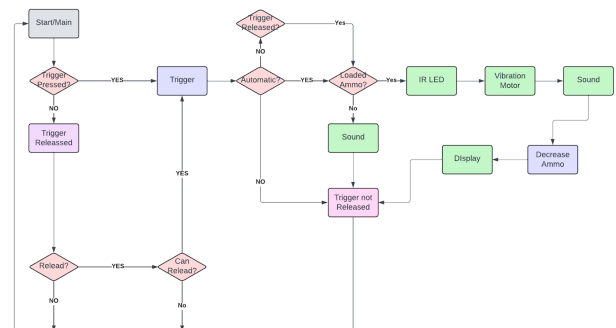 Start/Main
Trigger
Released?
Yes
Trigger
Pressed?
YES
Trigger
NO
Automatic?
YES
Loaded
Ammo?
Yes
IR LED
Vibration
Motor
Sound
NO
No
Trigger
Releassed
Sound
DIsplay
Decrease
Ammo
YES
NO
Trigger not
Released
Relead?
YES
Can
Relead?
NO
No